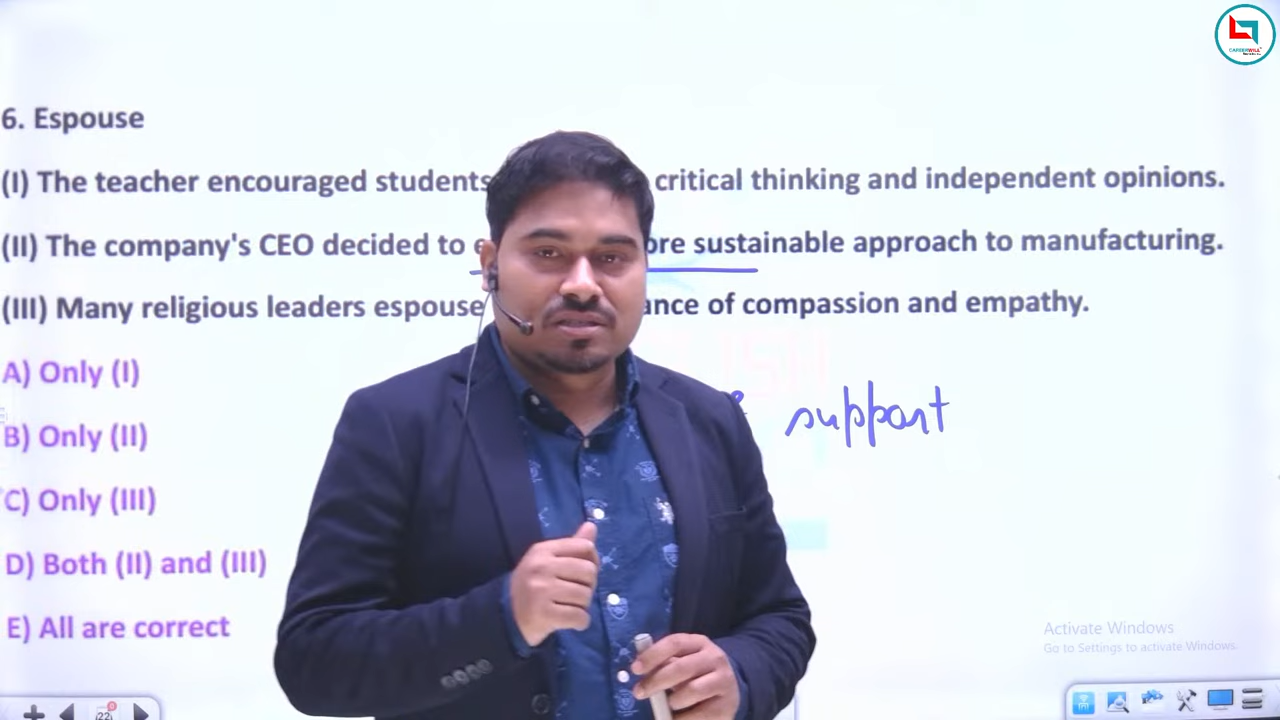 6. Espouse
(I) The teacher encouraged students critical thinking and independent opinions.
(II) The company's CEO decided to sustainable approach to manufacturing.
(III) Many religious leaders espouse of compassion and empathy.
support
A) Only (I)
B) Only (II)
C) Only (III)
D) Both (II) and (III)
E) All are correct
CAREERWILL
Activate Windows
Go to Settings to activate Windows.
22